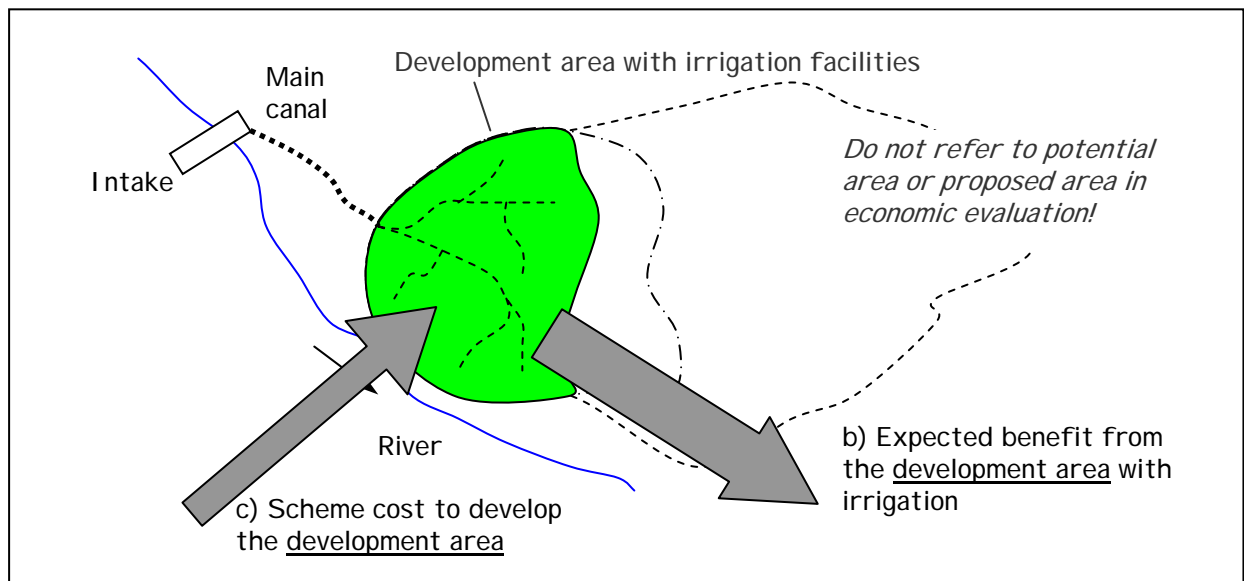 Development area with irrigation facilities
Main
canal
Intake
Do not refer to potential
area or proposed area in
economic evaluation!
River
b) Expected benefit from
the development area with
irrigation
c) Scheme cost to develop
the development area